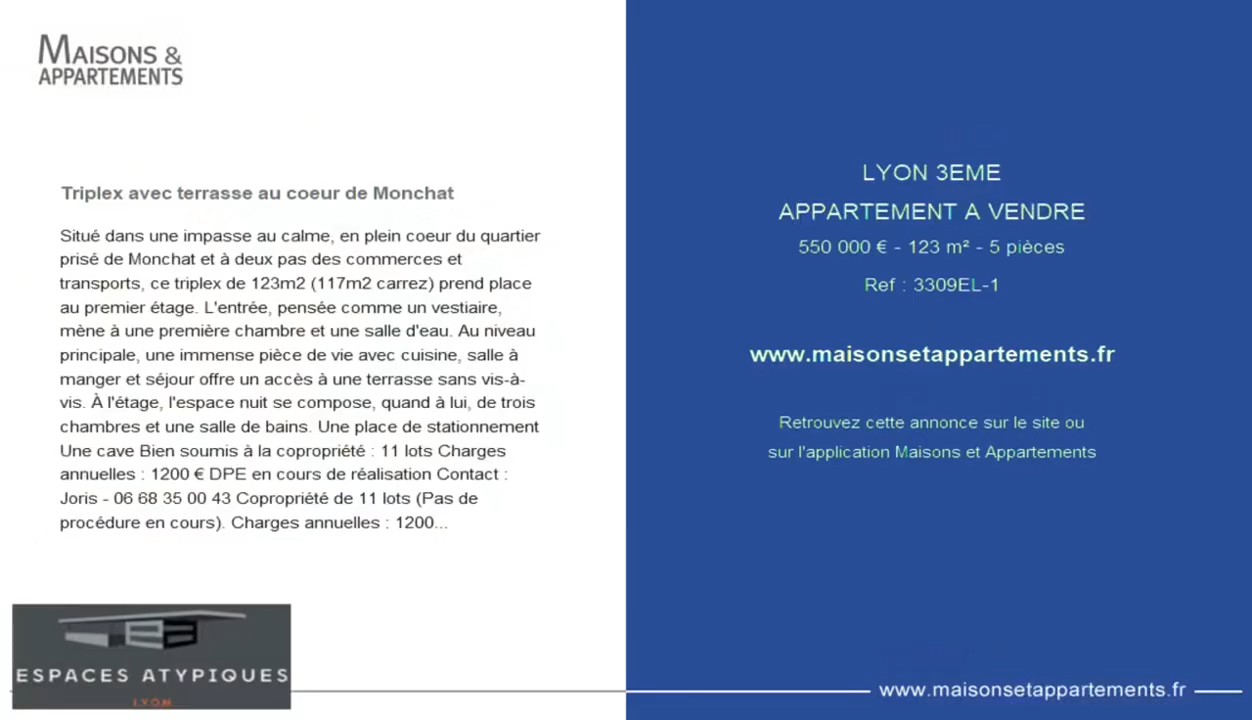 MAISONS &
APPARTEMENTS
Triplex avec terrasse au coeur de Monchat
Situé dans une impasse au calme, en plein coeur du quartier
prisé de Monchat et à deux pas des commerces et
transports, ce triplex de 123m2 (117m2 carrez) prend place
au premier étage. L'entrée, pensée comme un vestiaire,
mène à une première chambre et une salle d'eau. Au niveau
principale, une immense pièce de vie avec cuisine, salle à
manger et séjour offre un accès à une terrasse sans vis-à-
vis. À l'étage, l'espace nuit se compose, quand à lui, de trois
chambres et une salle de bains. Une place de stationnement
Une cave Bien soumis à la copropriété : 11 lots Charges
annuelles : 1200 € DPE en cours de réalisation Contact :
Joris - 06 68 35 00 43 Copropriété de 11 lots (Pas de
procédure en cours). Charges annuelles : 1200...
ESPACES ATYPIQUES
LYON
LYON 3EME
APPARTEMENT A VENDRE
550 000 € - 123 m² - 5 pièces
Ref : 3309EL-1
www.maisonsetappartements.fr
Retrouvez cette annonce sur le site ou
sur l'application Maisons et Appartements
www.maisonsetappartements.fr